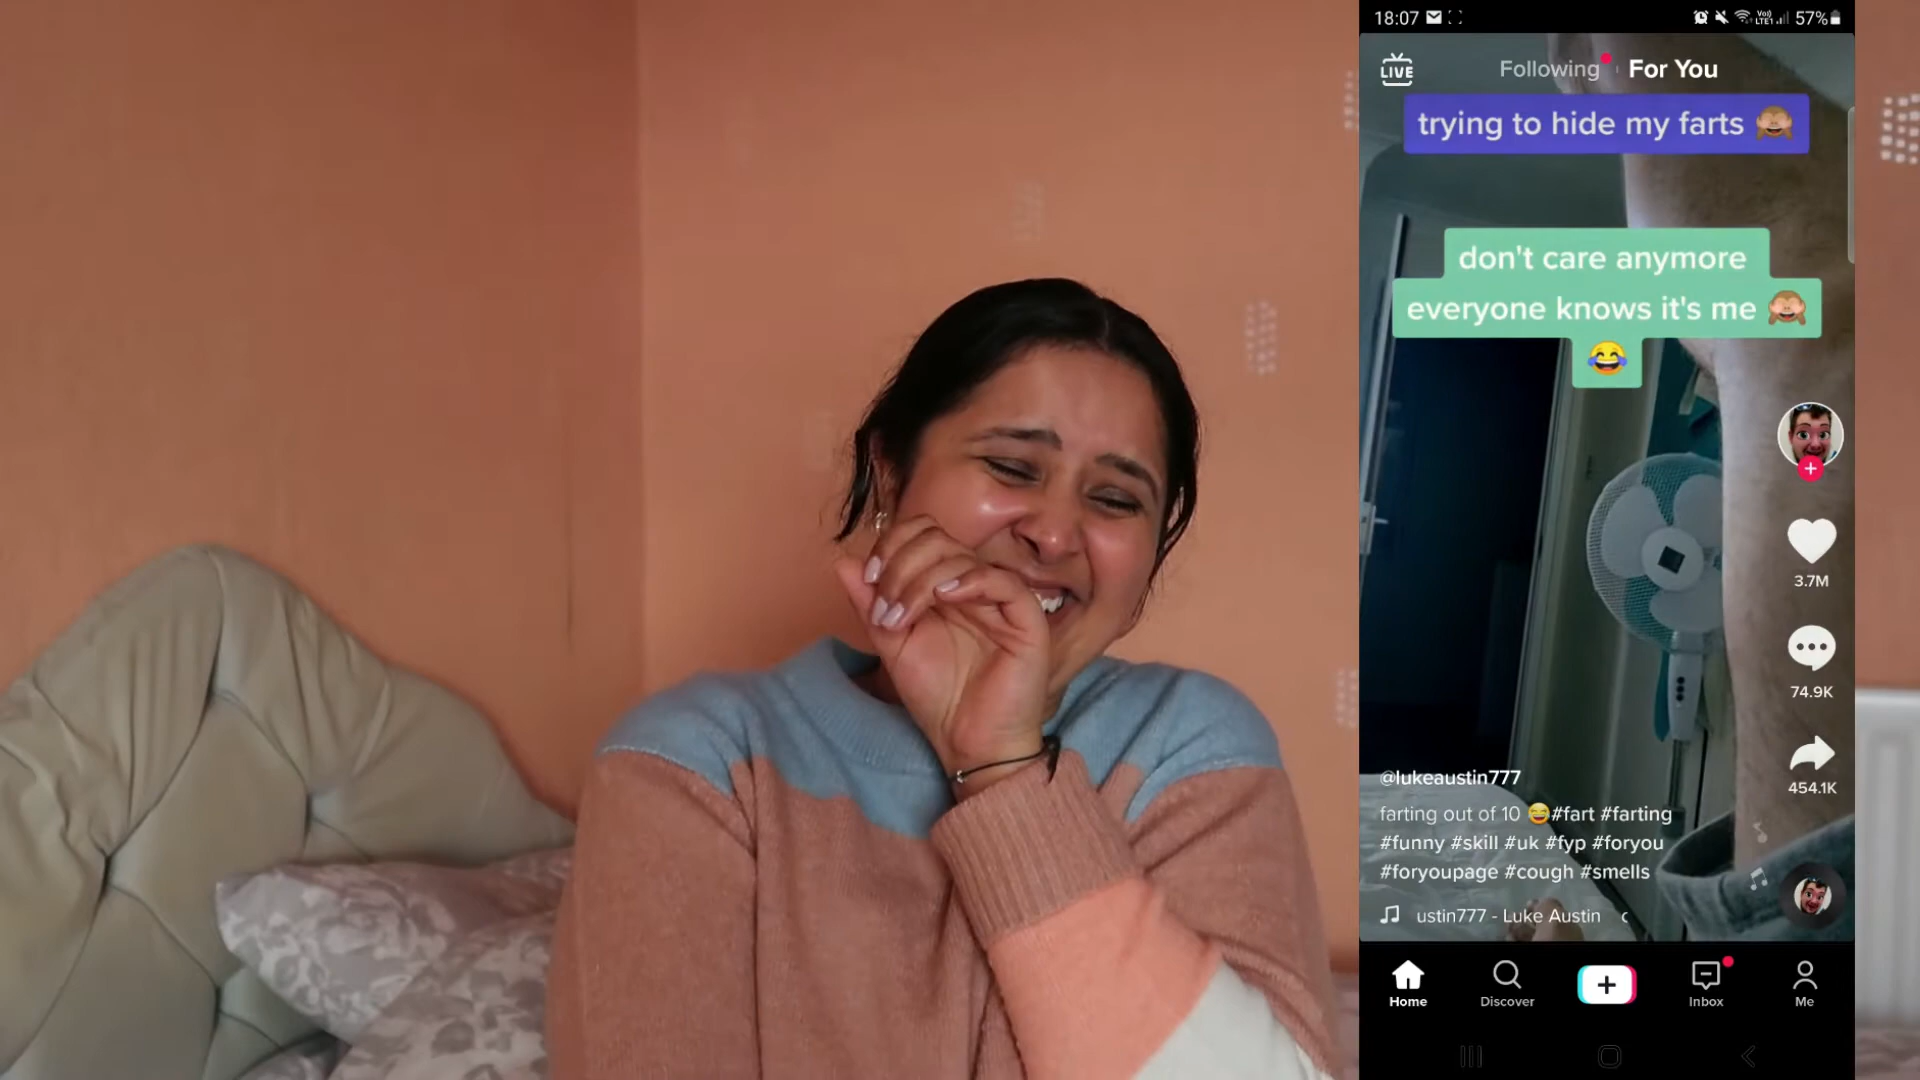 18:07
Vo)) LTE1 57%
LIVE
Following For You
trying to hide my farts 🙈
don't care anymore
everyone knows it's me 🙈
😂
3.7M
74.9K
454.1K
@lukeaustin777
farting out of 10 😅#fart #farting
#funny #skill #uk #fyp #foryou
#foryoupage #cough #smells
ustin777 - Luke Austin
Home Discover Inbox Me